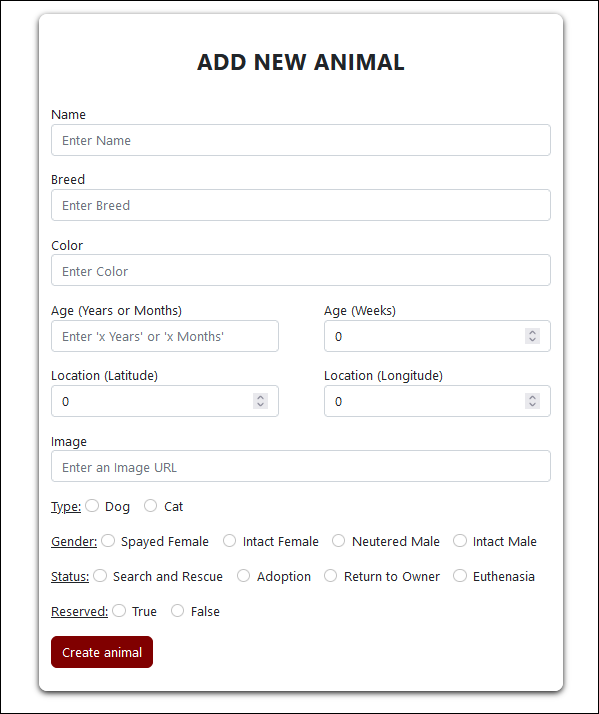 ADD NEW ANIMAL
Name
Enter Name
Breed
Enter Breed
Color
Enter Color
Age (Years or Months) Age (Weeks)
Enter 'x Years' or 'x Months' 0
Location (Latitude) Location (Longitude)
0 0
Image
Enter an Image URL
Type: Dog Cat
Gender: Spayed Female Intact Female Neutered Male Intact Male
Status: Search and Rescue Adoption Return to Owner Euthenasia
Reserved: True False
Create animal